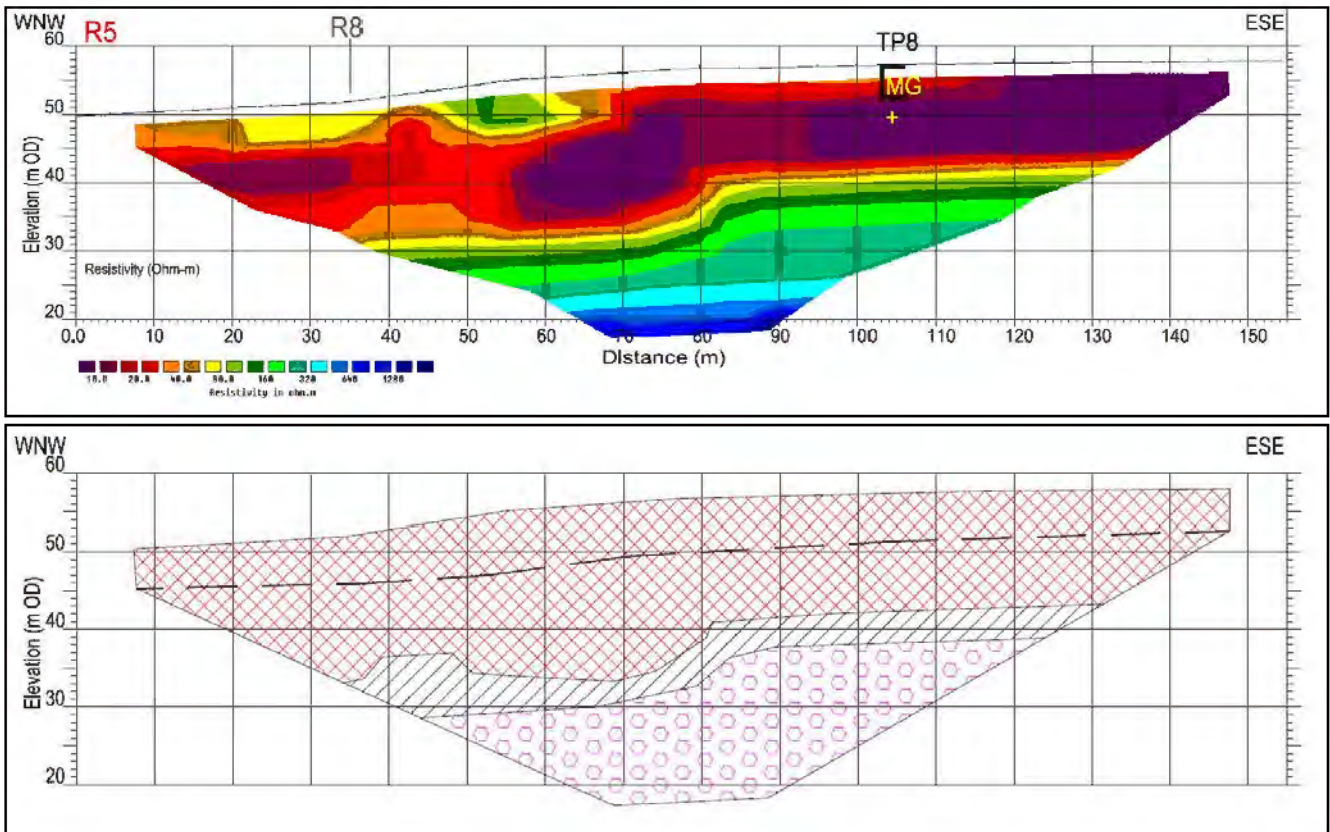 WNW ESE
R5 R8
TP8
MG
60
50
40
30
20
Elevation (m OD)
Resistivity (Ohm-m)
0.0 10 20 30 40 50 60 70 80 90 100 110 120 130 140 150
Distance (m)
10.0 20.0 40.0 80.0 160 320 640 1280
Resistivity in ohm.m
WNW ESE
60
50
40
30
20
Elevation (m OD)